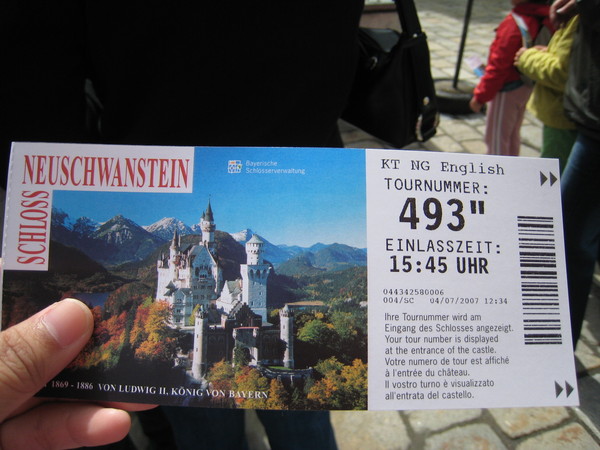 SCHLOSS
NEUSCHWANSTEIN
Bayerische
Schlösserverwaltung
1869 - 1886 VON LUDWIG II, KÖNIG VON BAYERN
KT NG English
TOURNUMMER:
493"
EINLASSZEIT:
15:45 UHR
044342580006
004/SC 04/07/2007 12:34
Ihre Tournummer wird am
Eingang des Schlosses angezeigt.
Your tour number is displayed
at the entrance of the castle.
Votre numero de tour est affiché
à l'entrée du château.
Il vostro turno è visualizzato
all'entrata del castello.